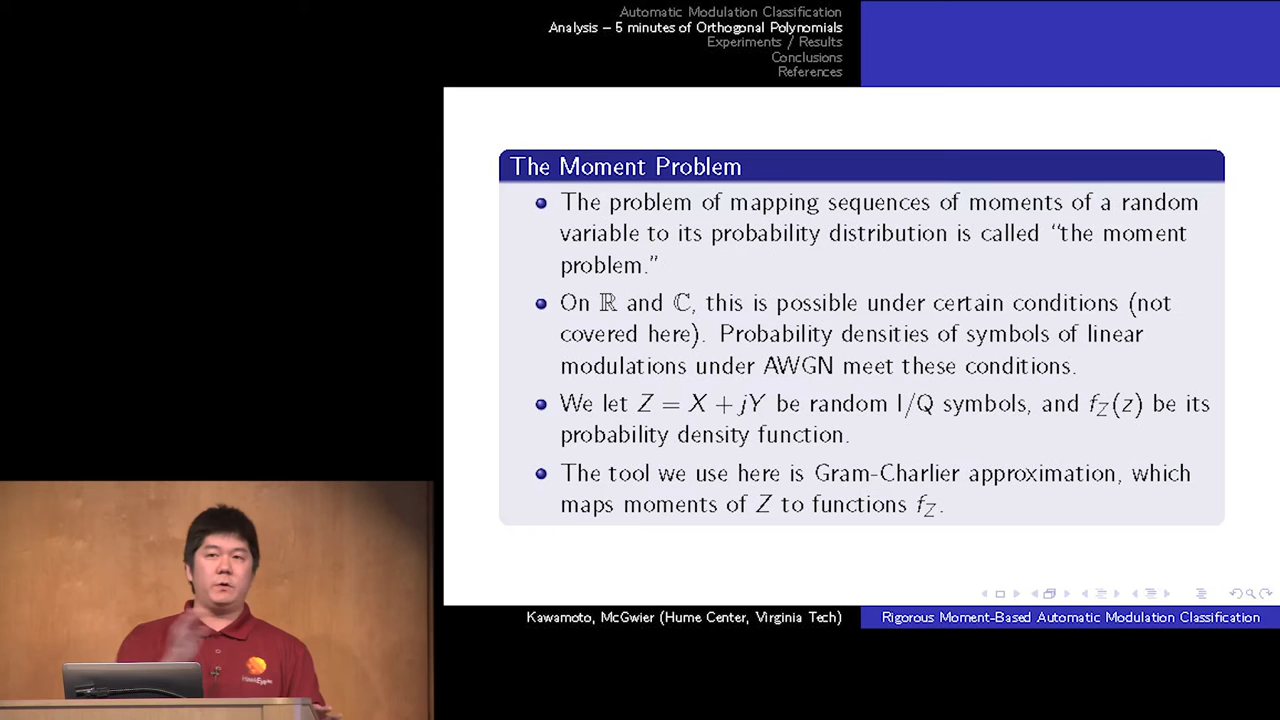 Automatic Modulation Classification
Analysis – 5 minutes of Orthogonal Polynomials
Experiments / Results
Conclusions
References
The Moment Problem
The problem of mapping sequences of moments of a random
variable to its probability distribution is called “the moment
problem.”
On ℝ and ℂ, this is possible under certain conditions (not
covered here). Probability densities of symbols of linear
modulations under AWGN meet these conditions.
We let Z = X + jY be random I/Q symbols, and f_Z(z) be its
probability density function.
The tool we use here is Gram-Charlier approximation, which
maps moments of Z to functions f_Z.
Kawamoto, McGwier (Hume Center, Virginia Tech)
Rigorous Moment-Based Automatic Modulation Classification